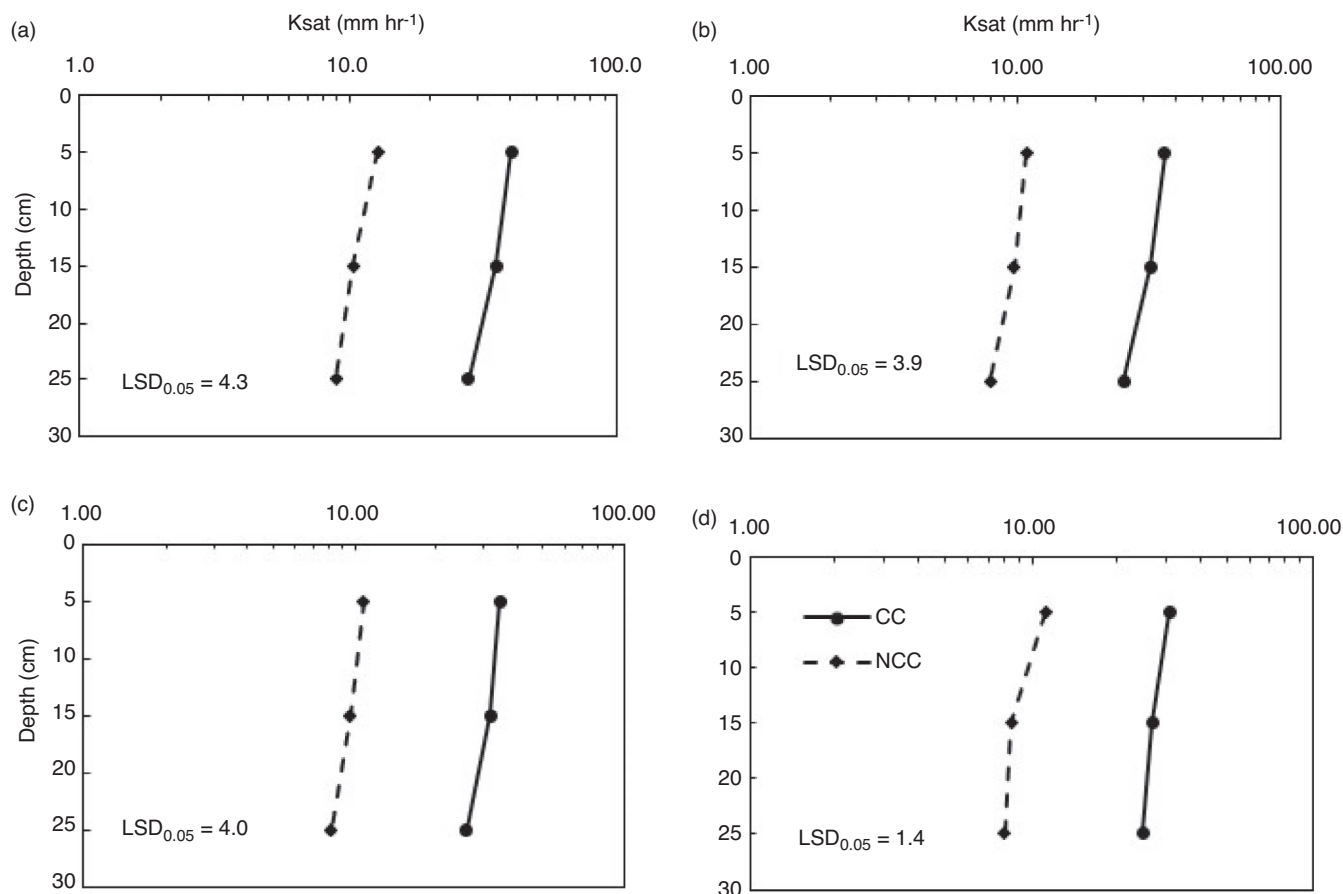 (a)
Ksat (mm hr-1)
1.0 10.0 100.0
0
5
10
15
20
25
30
Depth (cm)
LSD0.05 = 4.3
(b)
Ksat (mm hr-1)
1.00 10.00 100.00
0
5
10
15
20
25
30
LSD0.05 = 3.9
(c)
1.00 10.00 100.00
0
5
10
15
20
25
30
Depth (cm)
LSD0.05 = 4.0
(d)
1.00 10.00 100.00
0
5
10
15
20
25
30
CC
NCC
LSD0.05 = 1.4